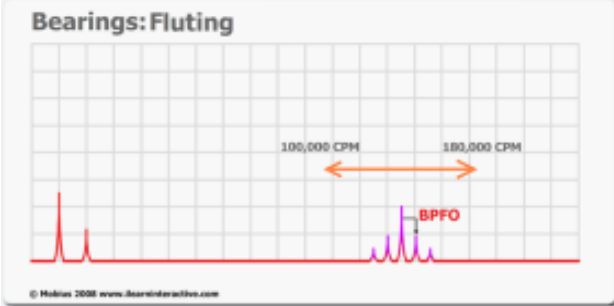 Bearings: Fluting
100,000 CPM 180,000 CPM
BPFO
© Mobius 2008 www.ilearninteractive.com